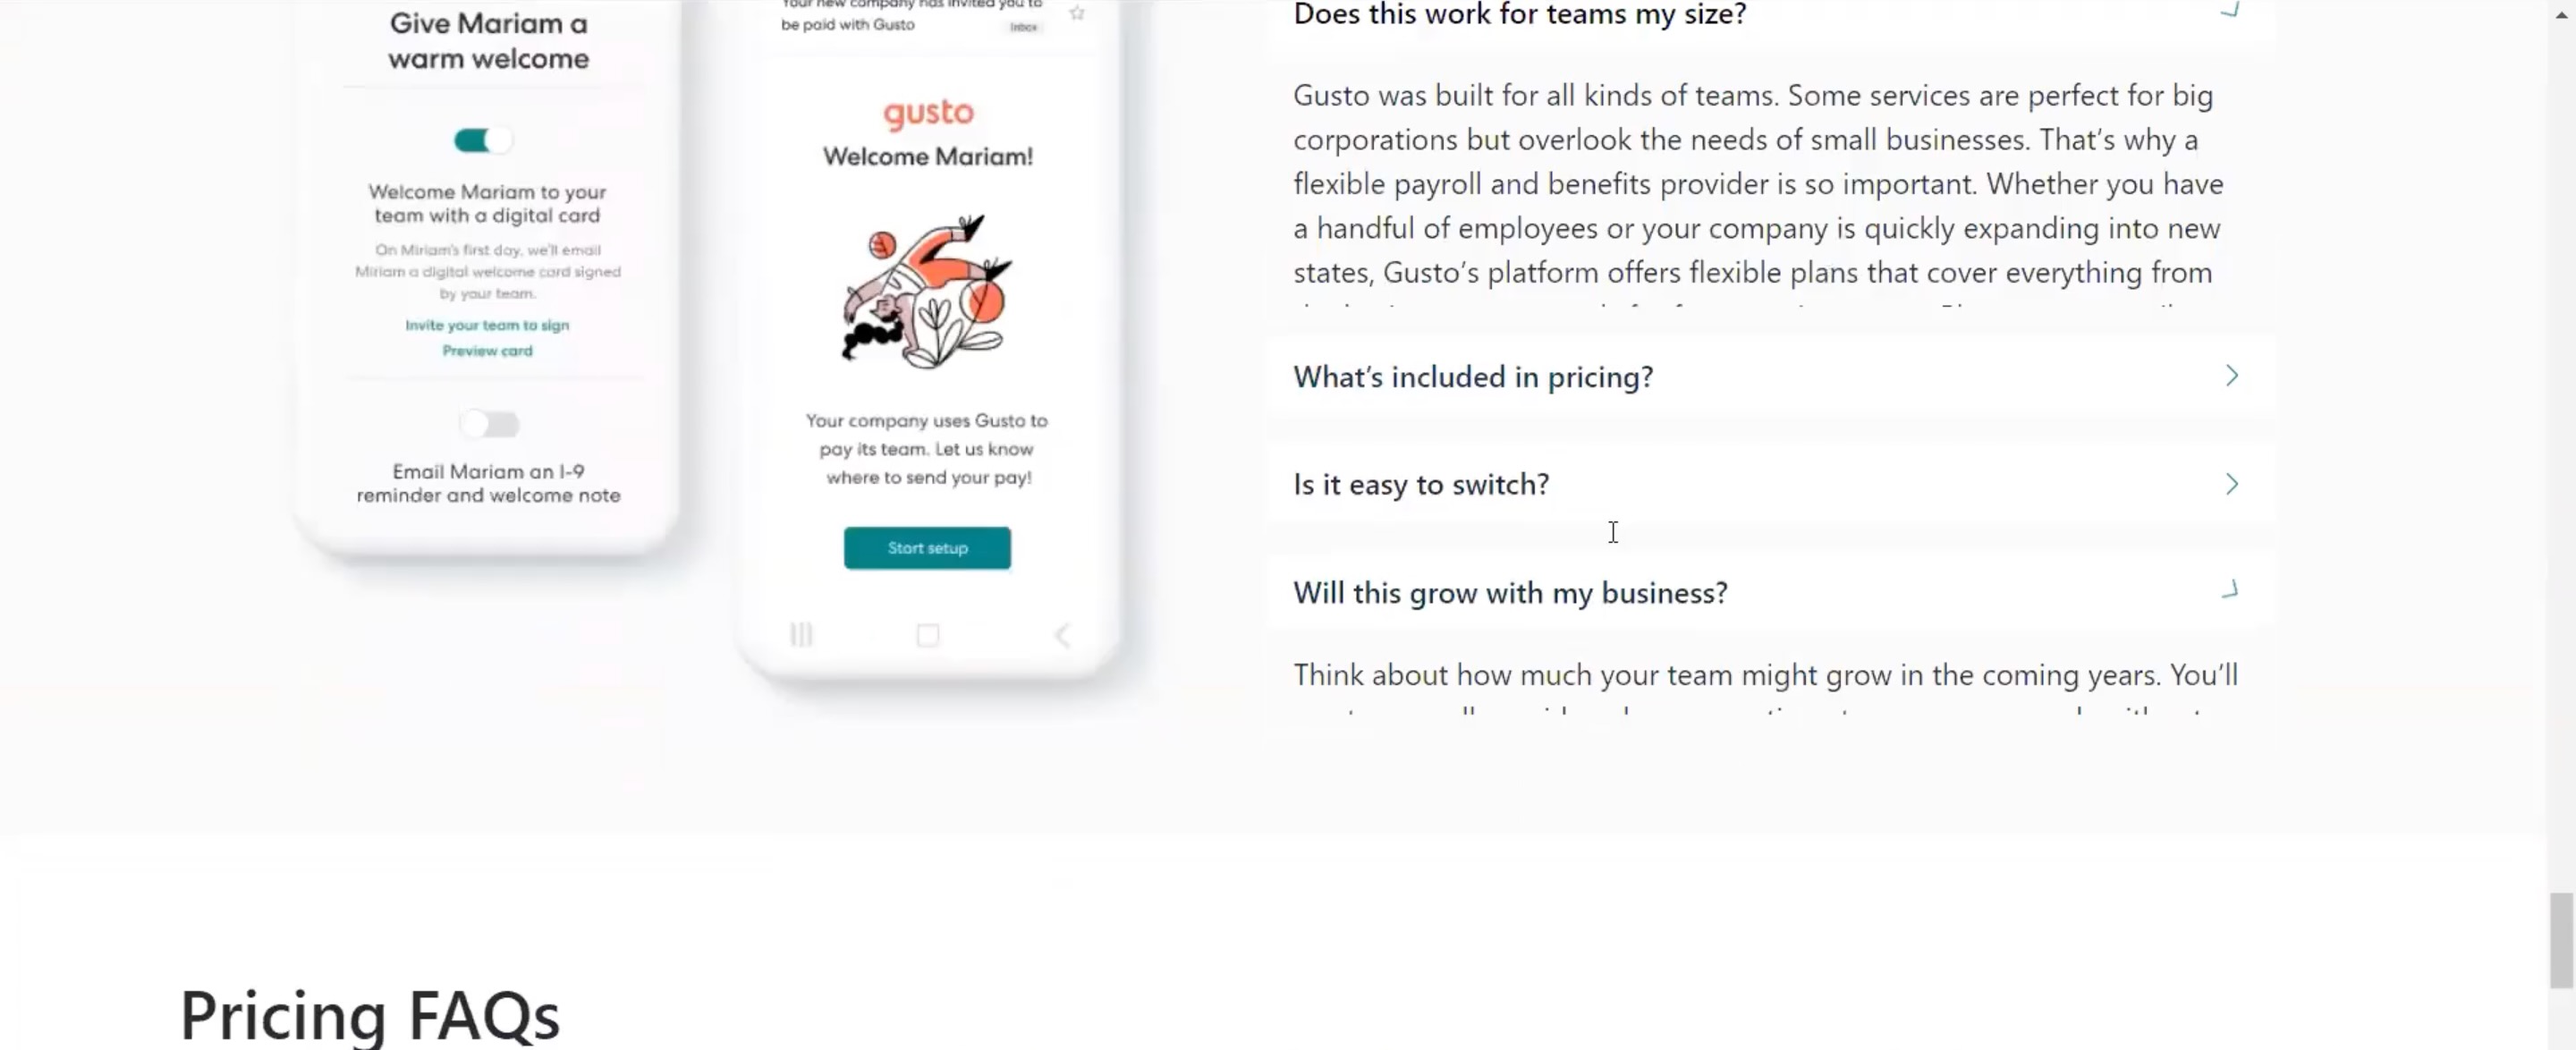 Give Mariam a
warm welcome
Welcome Mariam to your
team with a digital card
On Miriam's first day, we'll email
Miriam a digital welcome card signed
by your team.
Invite your team to sign
Preview card
Email Mariam an I-9
reminder and welcome note
Your new company has invited you to
be paid with Gusto
Inbox
gusto
Welcome Mariam!
Your company uses Gusto to
pay its team. Let us know
where to send your pay!
Start setup
Does this work for teams my size?
Gusto was built for all kinds of teams. Some services are perfect for big
corporations but overlook the needs of small businesses. That's why a
flexible payroll and benefits provider is so important. Whether you have
a handful of employees or your company is quickly expanding into new
states, Gusto's platform offers flexible plans that cover everything from
What's included in pricing?
Is it easy to switch?
Will this grow with my business?
Think about how much your team might grow in the coming years. You'll
Pricing FAQs